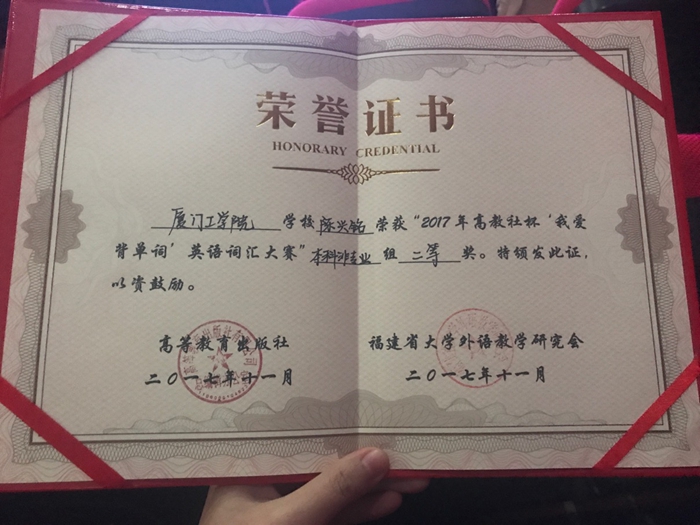 荣誉证书
HONORARY CREDENTIAL
厦门工学院 学校陈兴铭荣获“2017年高教社杯‘我爱
背单词’英语词汇大赛”本科非专业组二等奖。特颁发此证，
以资鼓励。
高等教育出版社 福建省大学外语教学研究会
二〇一七年十一月 二〇一七年十一月